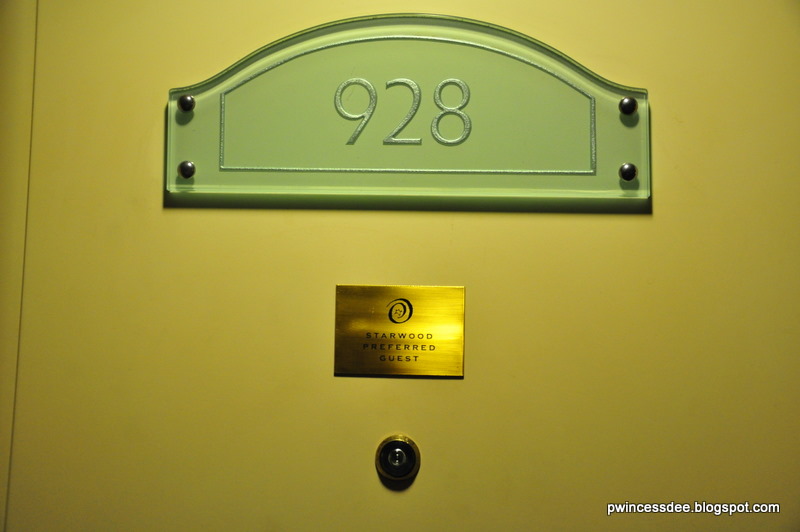 928
STARWOOD
PREFERRED
GUEST
pwincessdee.blogspot.com